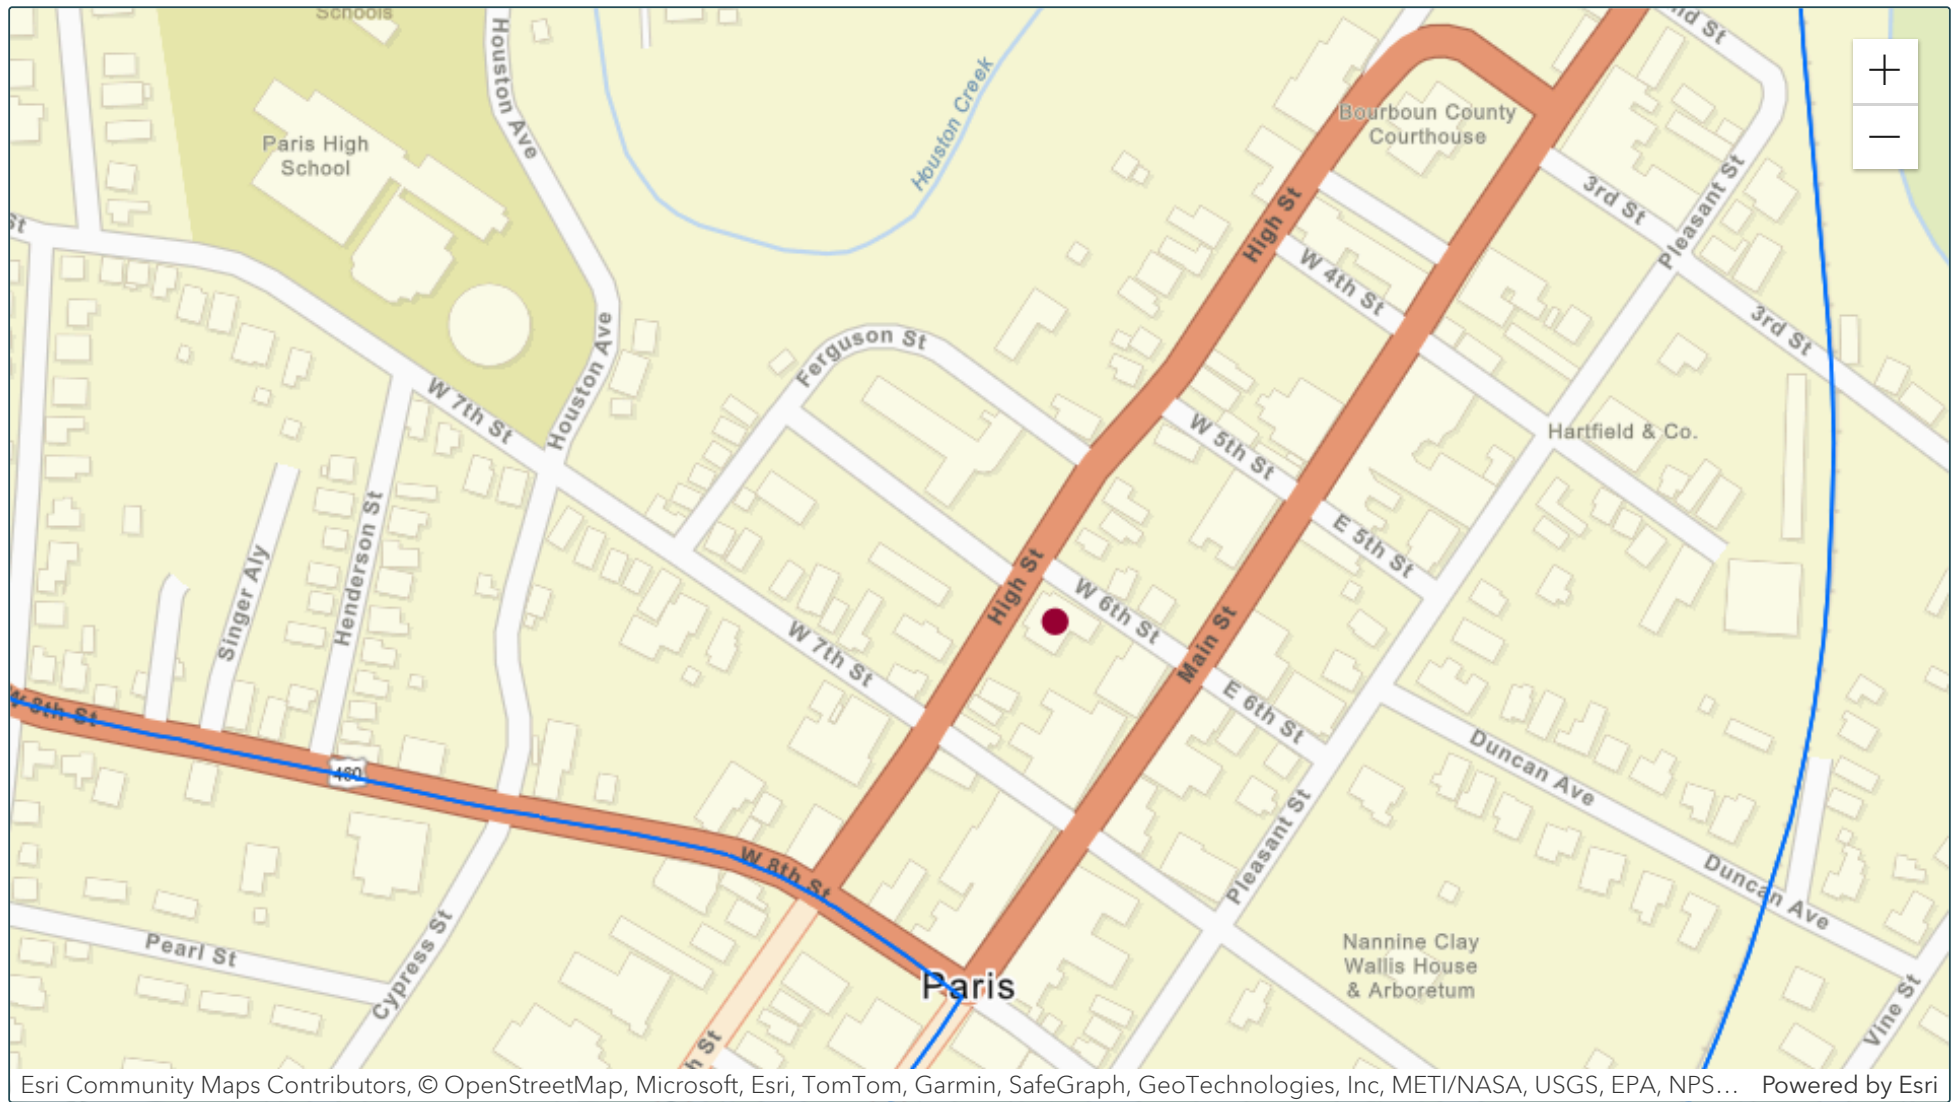 Schools
Houston Ave
nd St
Houston Creek
Bourboun County
Courthouse
Paris High
School
3rd St
Pleasant St
High St
St
W 4th St
3rd St
Ferguson St
Houston Ave
W 7th St
W 5th St
Hartfield & Co.
E 5th St
Henderson St
Singer Aly
High St
W 6th St
Main St
W 7th St
E 6th St
W 8th St
Duncan Ave
460
Pleasant St
W 8th St
Duncan Ave
Pearl St
Cypress St
Nannine Clay
Wallis House
& Arboretum
Paris
Vine St
h St
Esri Community Maps Contributors, © OpenStreetMap, Microsoft, Esri, TomTom, Garmin, SafeGraph, GeoTechnologies, Inc, METI/NASA, USGS, EPA, NPS... Powered by Esri